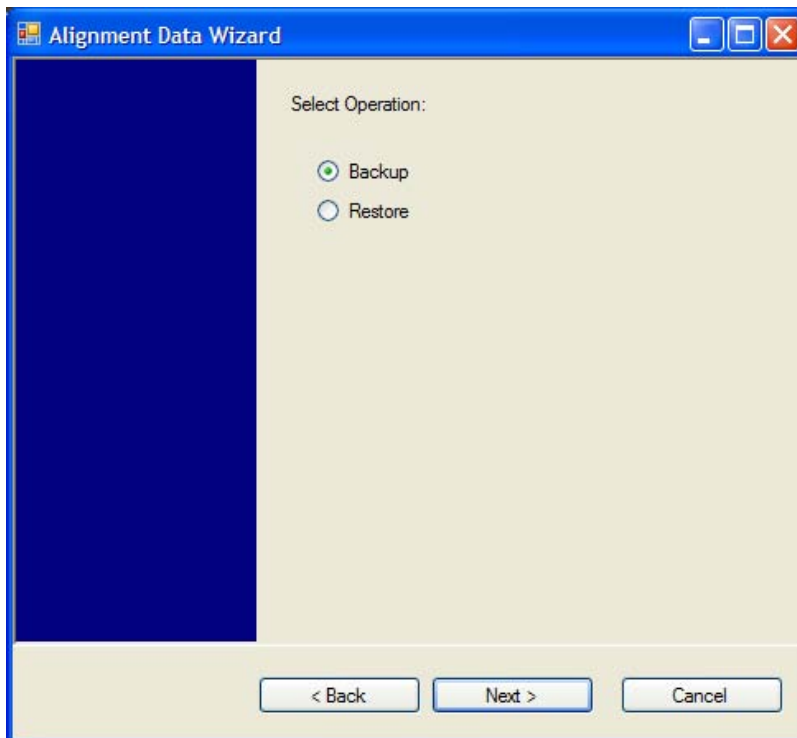 Alignment Data Wizard
Select Operation:
Backup
Restore
< Back Next > Cancel